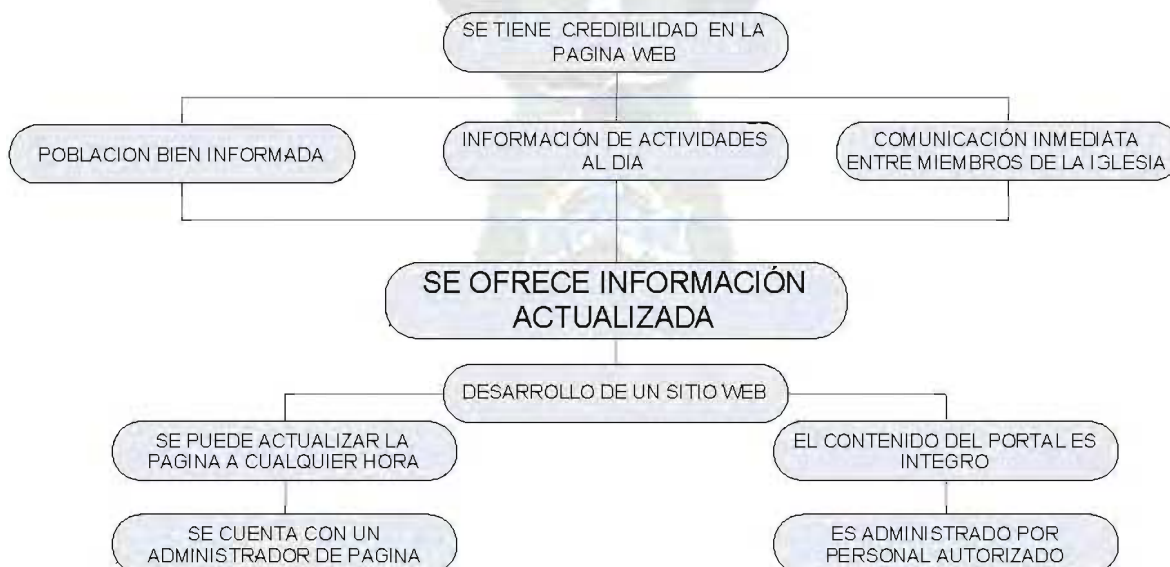 SE TIENE CREDIBILIDAD EN LA
PAGINA WEB
POBLACION BIEN INFORMADA
INFORMACIÓN DE ACTIVIDADES
AL DIA
COMUNICACIÓN INMEDIATA
ENTRE MIEMBROS DE LA IGLESIA
SE OFRECE INFORMACIÓN
ACTUALIZADA
DESARROLLO DE UN SITIO WEB
SE PUEDE ACTUALIZAR LA
PAGINA A CUALQUIER HORA
EL CONTENIDO DEL PORTAL ES
INTEGRO
SE CUENTA CON UN
ADMINISTRADOR DE PAGINA
ES ADMINISTRADO POR
PERSONAL AUTORIZADO